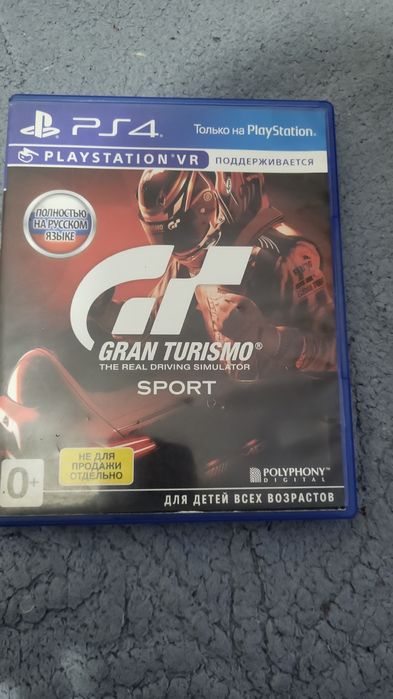 PS4
Только на PlayStation®
PLAYSTATION®VR
ПОДДЕРЖИВАЕТСЯ
ПОЛНОСТЬЮ
НА РУССКОМ
ЯЗЫКЕ
GT
GRAN TURISMO®
THE REAL DRIVING SIMULATOR
SPORT
НЕ ДЛЯ
ПРОДАЖИ
ОТДЕЛЬНО
0+
POLYPHONY™
DIGITAL
ДЛЯ ДЕТЕЙ ВСЕХ ВОЗРАСТОВ